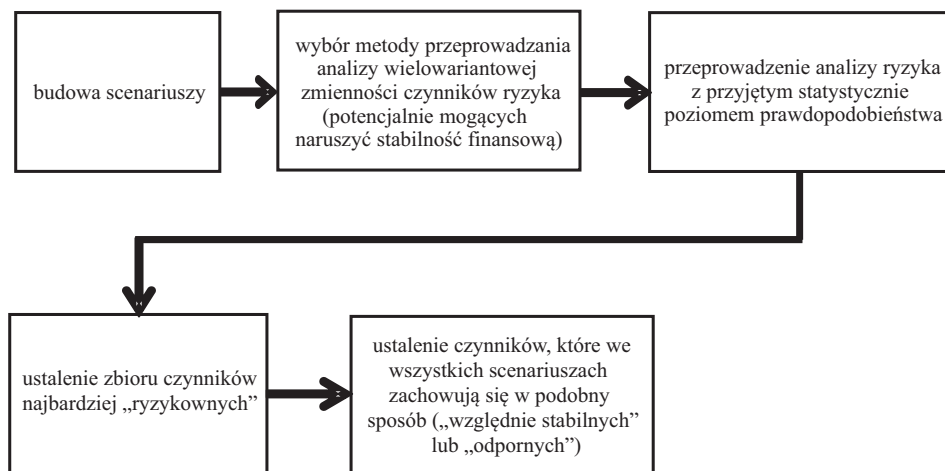 budowa scenariuszy
wybór metody przeprowadzania
analizy wielowariantowej
zmienności czynników ryzyka
(potencjalnie mogących
naruszyć stabilność finansową)
przeprowadzenie analizy ryzyka
z przyjętym statystycznie
poziomem prawdopodobieństwa
ustalenie zbioru czynników
najbardziej „ryzykownych”
ustalenie czynników, które we
wszystkich scenariuszach
zachowują się w podobny
sposób („względnie stabilnych”
lub „odpornych”)